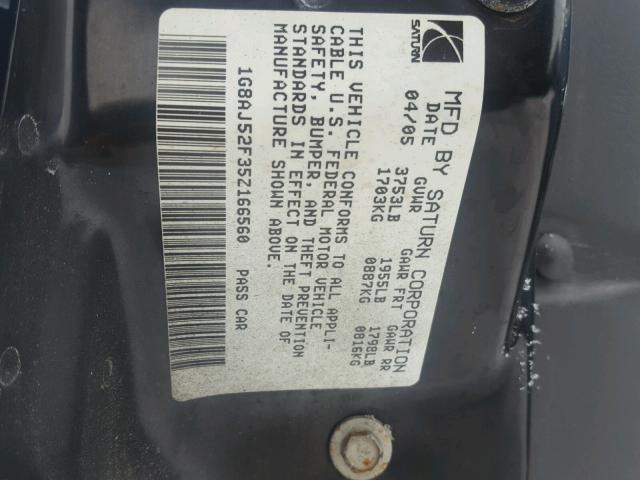 SATURN
MFD BY SATURN CORPORATION
DATE GVWR GAWR FRT GAWR RR
04/05 3753LB 1955LB 1798LB
1703KG 0887KG 0816KG
THIS VEHICLE CONFORMS TO ALL APPLI-
CABLE U.S. FEDERAL MOTOR VEHICLE
SAFETY, BUMPER, AND THEFT PREVENTION
STANDARDS IN EFFECT ON THE DATE OF
MANUFACTURE SHOWN ABOVE.
1G8AJ52F35Z166560 PASS CAR